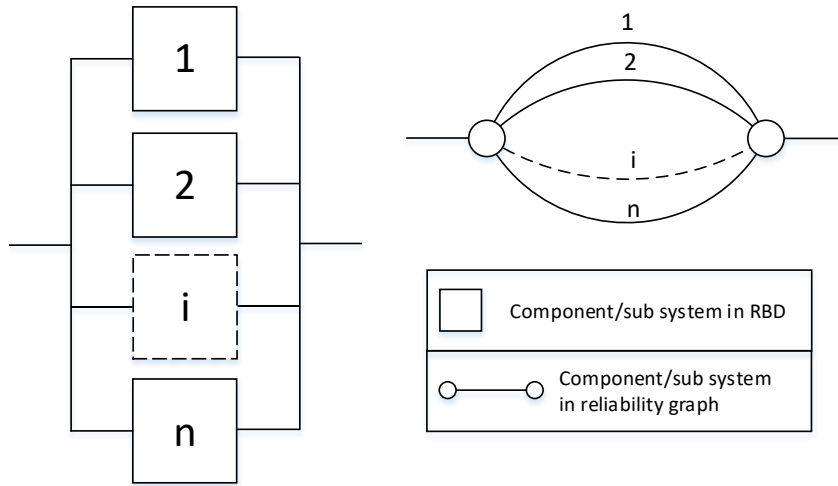 1
2
i
n
1
2
i
n
Component/sub system in RBD
Component/sub system
in reliability graph